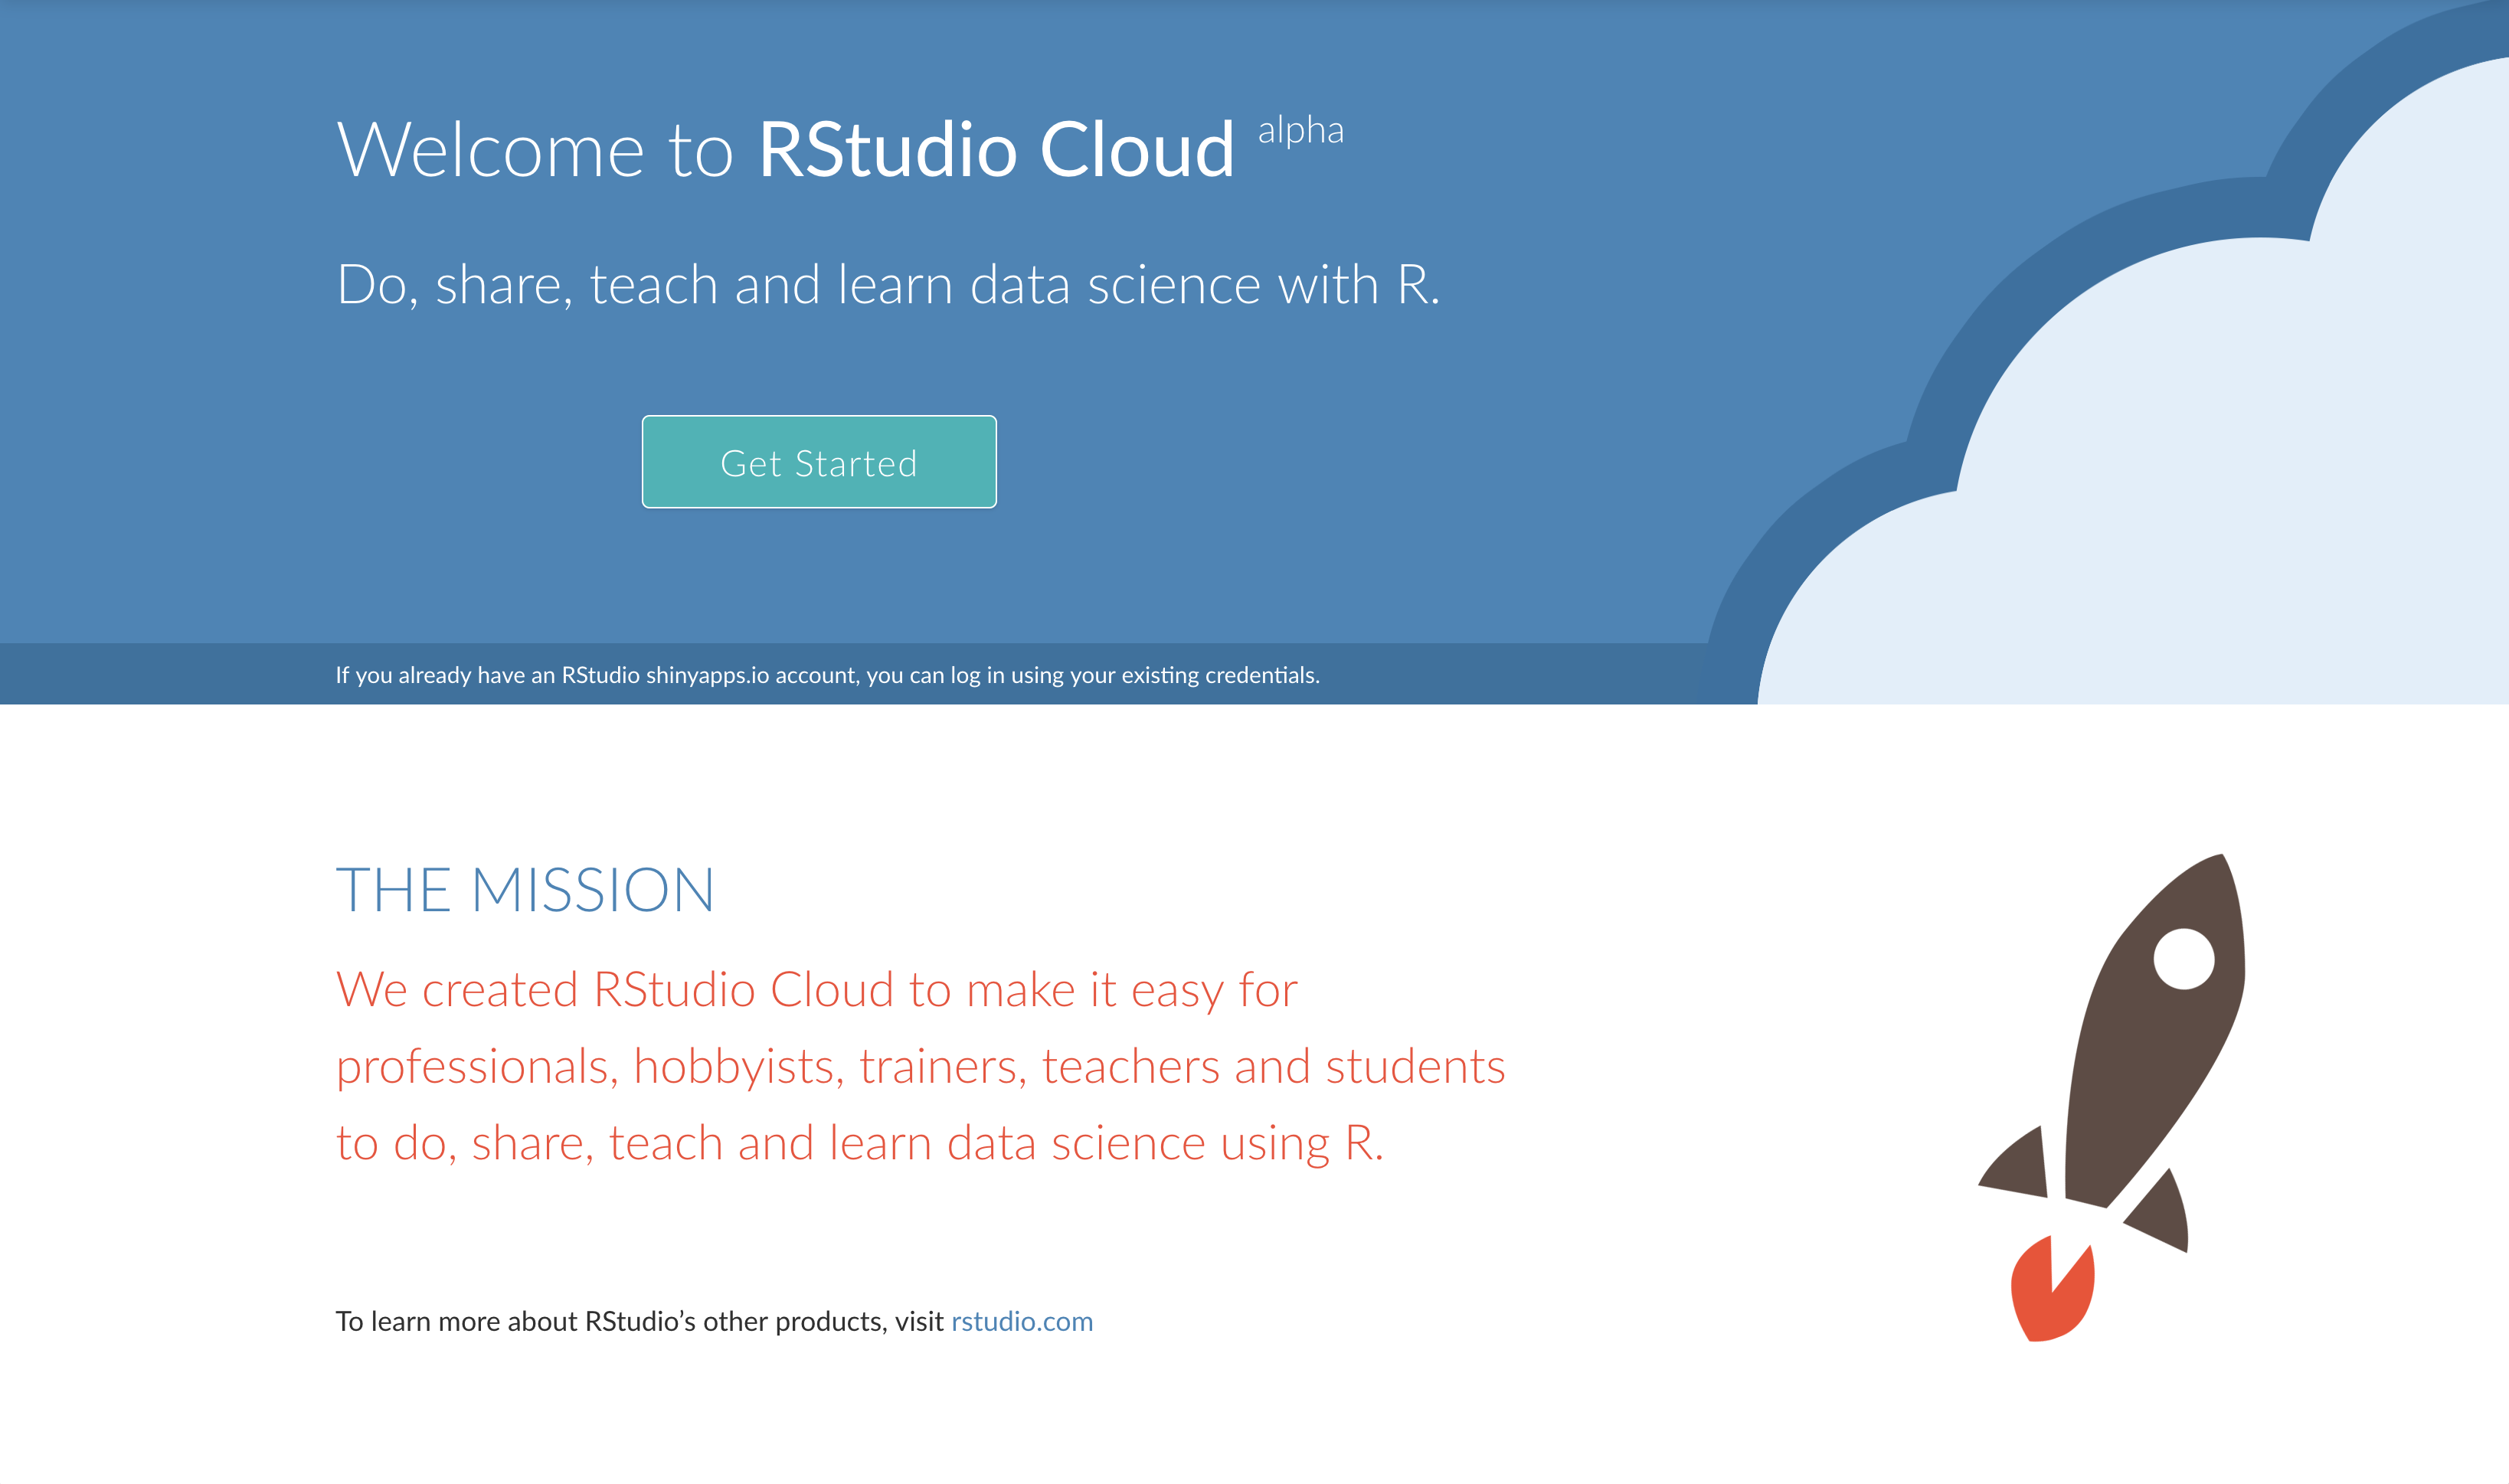 Welcome to RStudio Cloud alpha
Do, share, teach and learn data science with R.
Get Started
If you already have an RStudio shinyapps.io account, you can log in using your existing credentials.
THE MISSION
We created RStudio Cloud to make it easy for
professionals, hobbyists, trainers, teachers and students
to do, share, teach and learn data science using R.
To learn more about RStudio’s other products, visit rstudio.com